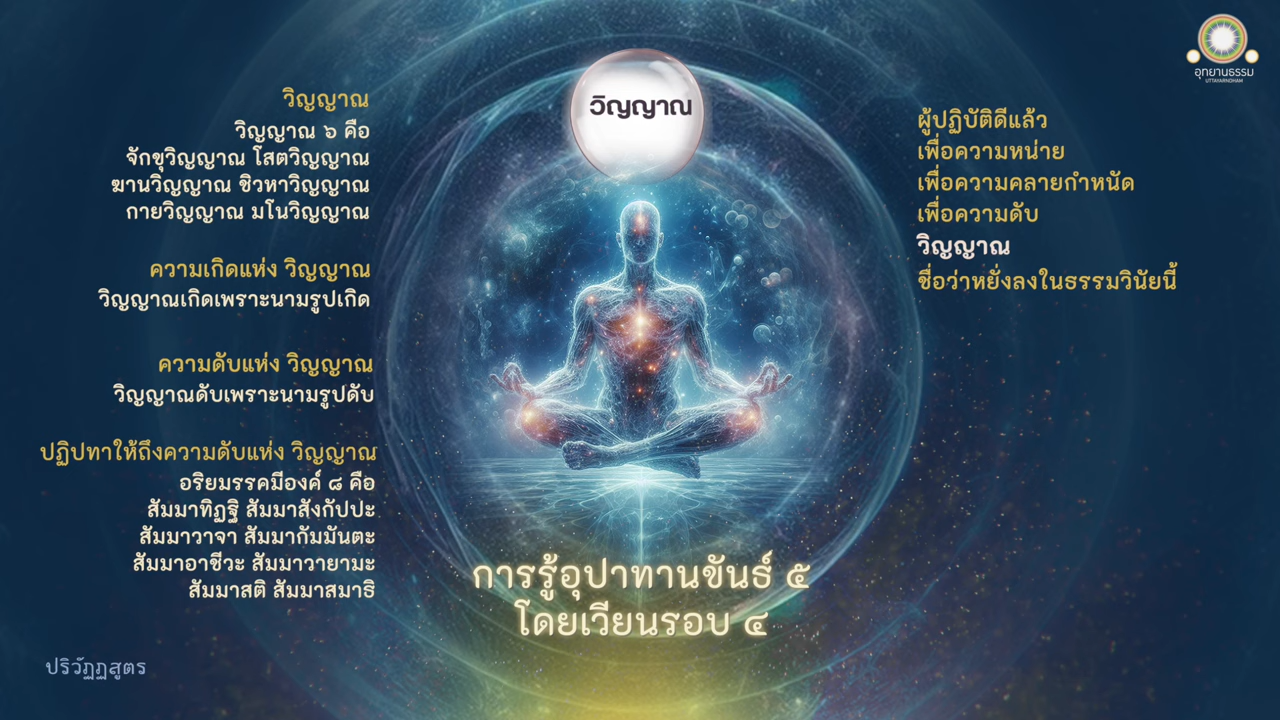 อุทยานธรรม
UTTAYARNDHAM
วิญญาณ
วิญญาณ
วิญญาณ ๖ คือ
จักขุวิญญาณ โสตวิญญาณ
ฆานวิญญาณ ชิวหาวิญญาณ
กายวิญญาณ มโนวิญญาณ
ความเกิดแห่ง วิญญาณ
วิญญาณเกิดเพราะนามรูปเกิด
ความดับแห่ง วิญญาณ
วิญญาณดับเพราะนามรูปดับ
ปฏิปทาให้ถึงความดับแห่ง วิญญาณ
อริยมรรคมีองค์ ๘ คือ
สัมมาทิฏฐิ สัมมาสังกัปปะ
สัมมาวาจา สัมมากัมมันตะ
สัมมาอาชีวะ สัมมาวายามะ
สัมมาสติ สัมมาสมาธิ
ผู้ปฏิบัติดีแล้ว
เพื่อความหน่าย
เพื่อความคลายกำหนัด
เพื่อความดับ
วิญญาณ
ชื่อว่าหยั่งลงในธรรมวินัยนี้
การรู้อุปาทานขันธ์ ๕
โดยเวียนรอบ ๔
ปริวัฏฏสูตร